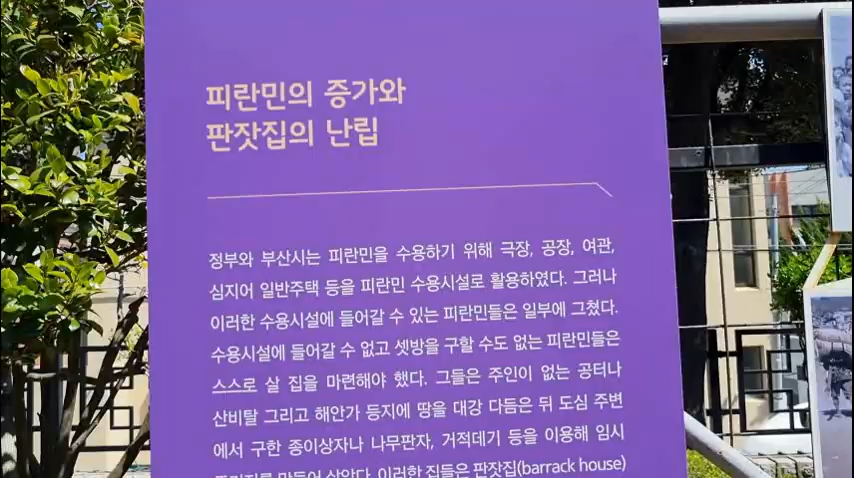 피란민의 증가와
판잣집의 난립
정부와 부산시는 피란민을 수용하기 위해 극장, 공장, 여관,
심지어 일반주택 등을 피란민 수용시설로 활용하였다. 그러나
이러한 수용시설에 들어갈 수 있는 피란민들은 일부에 그쳤다.
수용시설에 들어갈 수 없고 셋방을 구할 수도 없는 피란민들은
스스로 살 집을 마련해야 했다. 그들은 주인이 없는 공터나
산비탈 그리고 해안가 등지에 땅을 대강 다듬은 뒤 도심 주변
에서 구한 종이상자나 나무판자, 거적데기 등을 이용해 임시
만들어 살았다. 이러한 집들은 판잣집(barrack house)